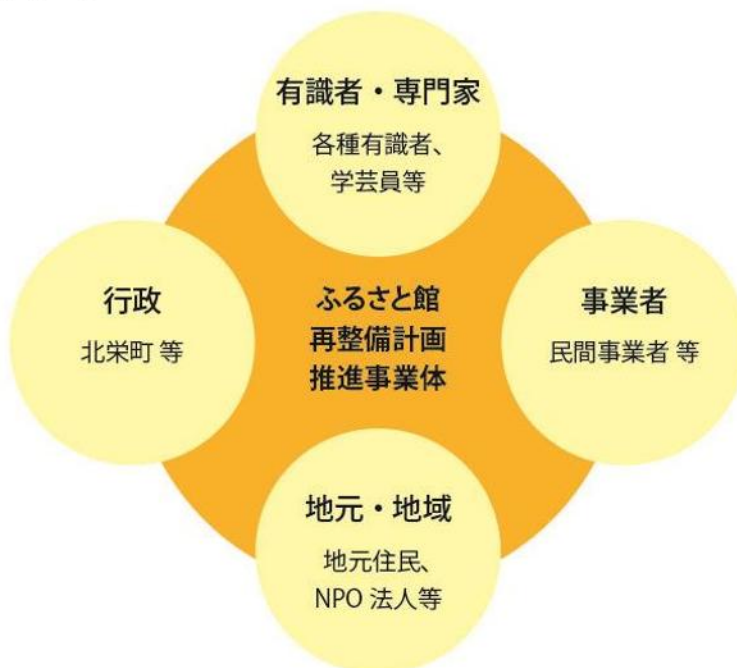 有識者・専門家
各種有識者、
学芸員等
行政
北栄町 等
ふるさと館
再整備計画
推進事業体
事業者
民間事業者 等
地元・地域
地元住民、
NPO 法人等